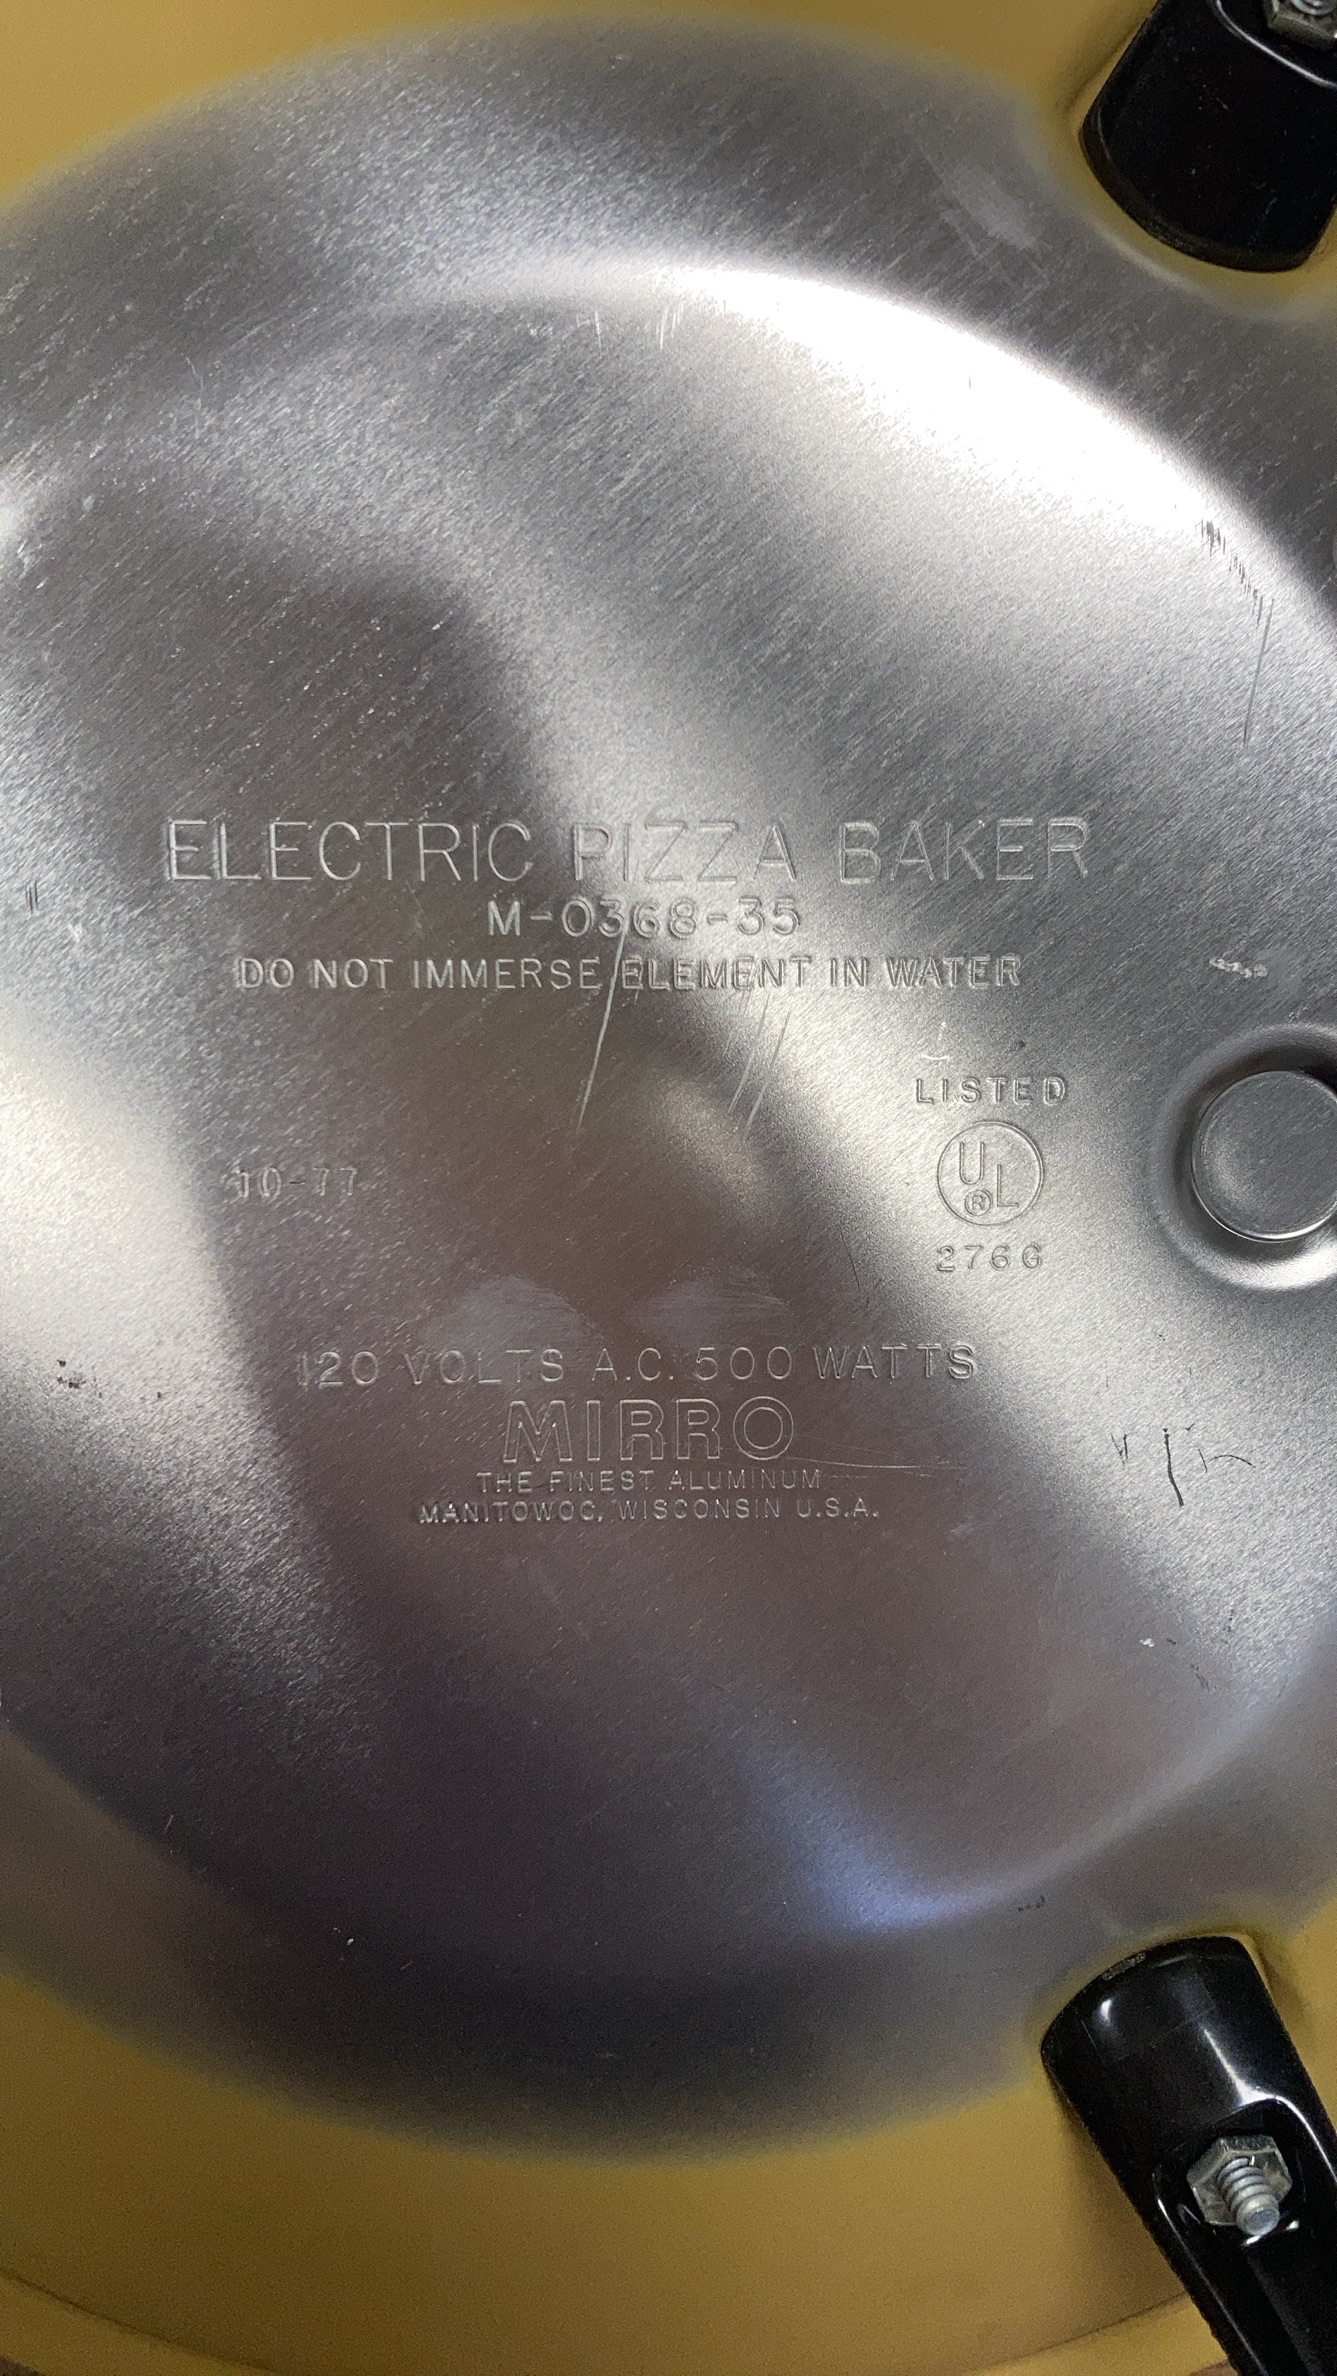 ELECTRIC PIZZA BAKER
M-0368-35
DO NOT IMMERSE ELEMENT IN WATER
LISTED
UL
®
276G
10-77
120 VOLTS A.C. 500 WATTS
MIRRO
THE FINEST ALUMINUM
MANITOWOC, WISCONSIN U.S.A.